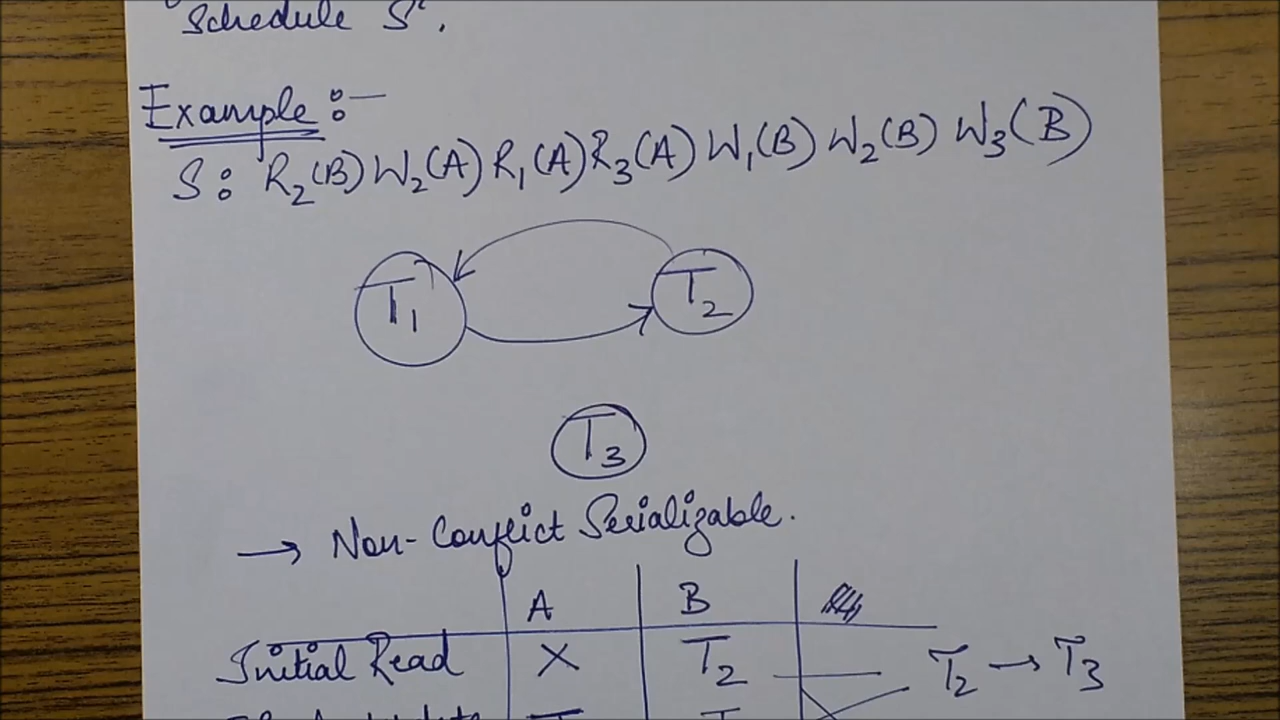 Schedule S'.
Example :-
S: R₂(B) W₂(A) R₁(A) R₃(A) W₁(B) W₂(B) W₃(B)
T₁ T₂
T₃
→ Non-Conflict Serializable.
A B
Initial Read X T₂ T₂ → T₃